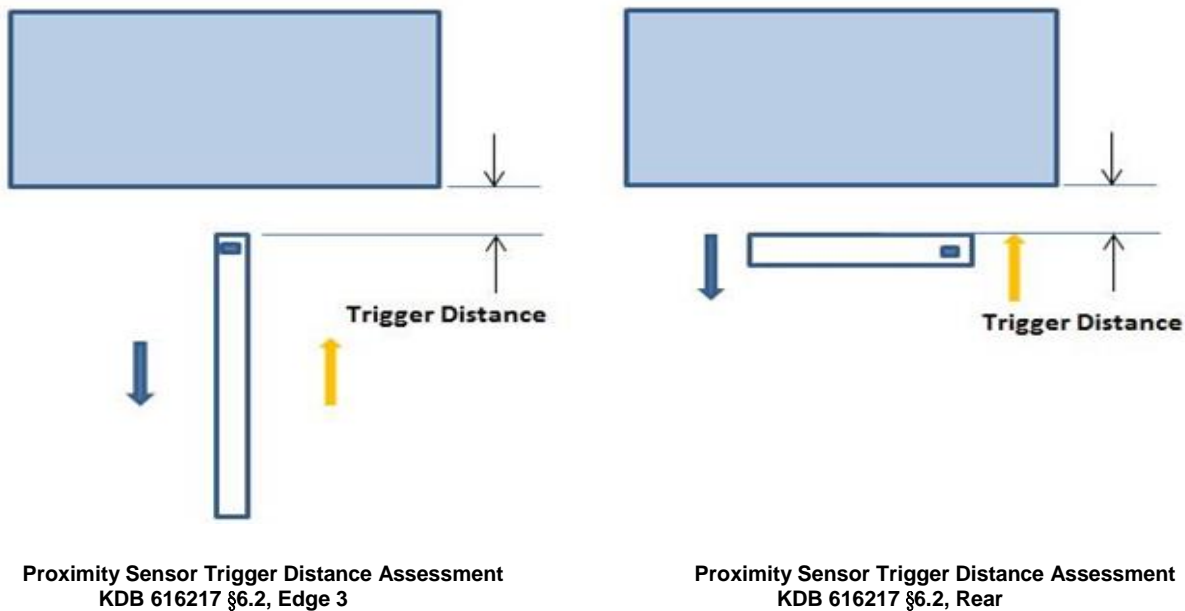 Trigger Distance
Trigger Distance
Proximity Sensor Trigger Distance Assessment
KDB 616217 §6.2, Edge 3
Proximity Sensor Trigger Distance Assessment
KDB 616217 §6.2, Rear